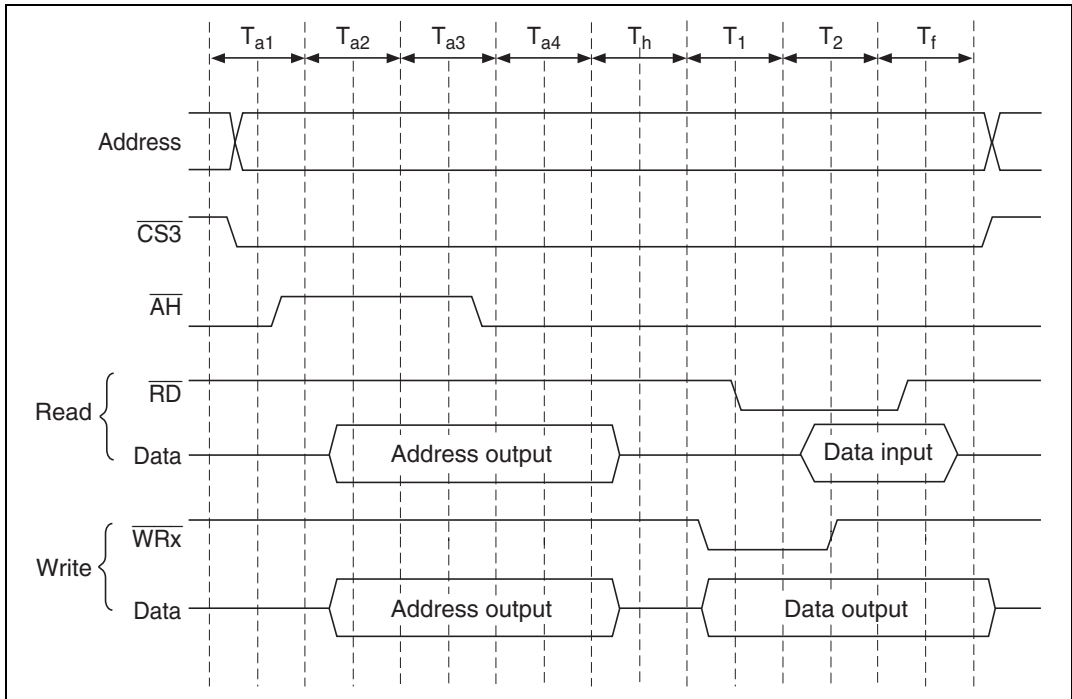 Ta1 Ta2 Ta3 Ta4 Th T1 T2 Tf
Address
CS3
AH
Read
RD
Data Address output Data input
Write
WRx
Data Address output Data output